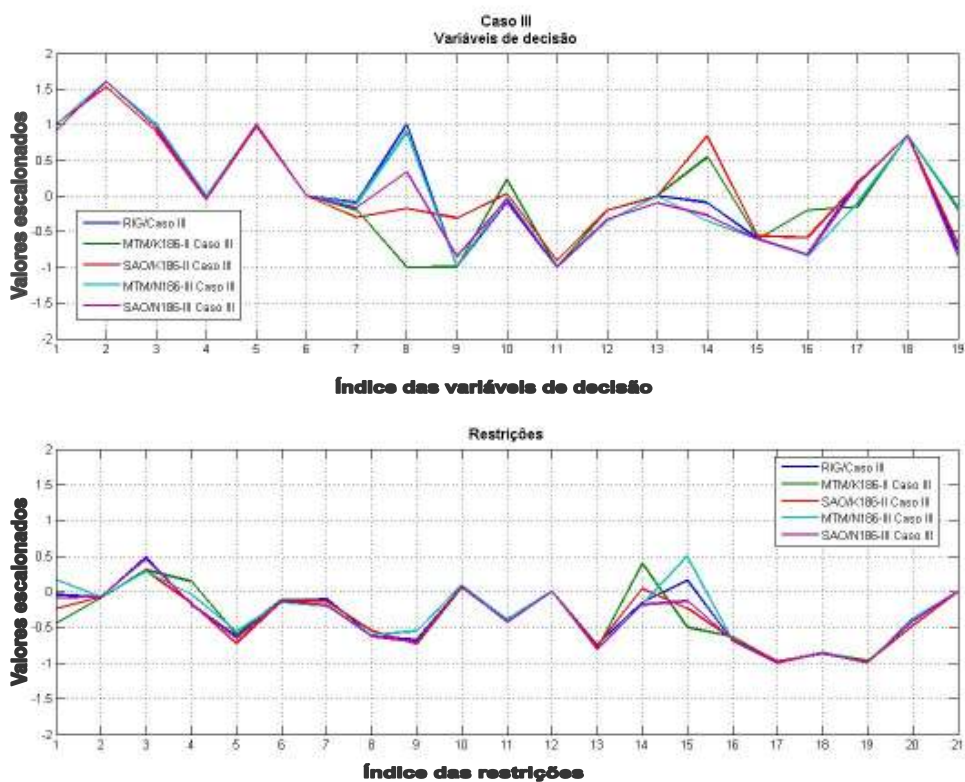 Caso III
Variáveis de decisão
Valores escalonados
2
1.5
1
0.5
0
-0.5
-1
-1.5
-2
RIG/Caso III
MTM/K186-II Caso III
SAO/K186-II Caso III
MTM/N186-III Caso III
SAO/N186-III Caso III
1 2 3 4 5 6 7 8 9 10 11 12 13 14 15 16 17 18 19
Índice das variáveis de decisão
Restrições
Valores escalonados
2
1.5
1
0.5
0
-0.5
-1
-1.5
-2
RIG/Caso III
MTM/K186-II Caso III
SAO/K186-II Caso III
MTM/N186-III Caso III
SAO/N186-III Caso III
1 2 3 4 5 6 7 8 9 10 11 12 13 14 15 16 17 18 19 20 21
Índice das restrições